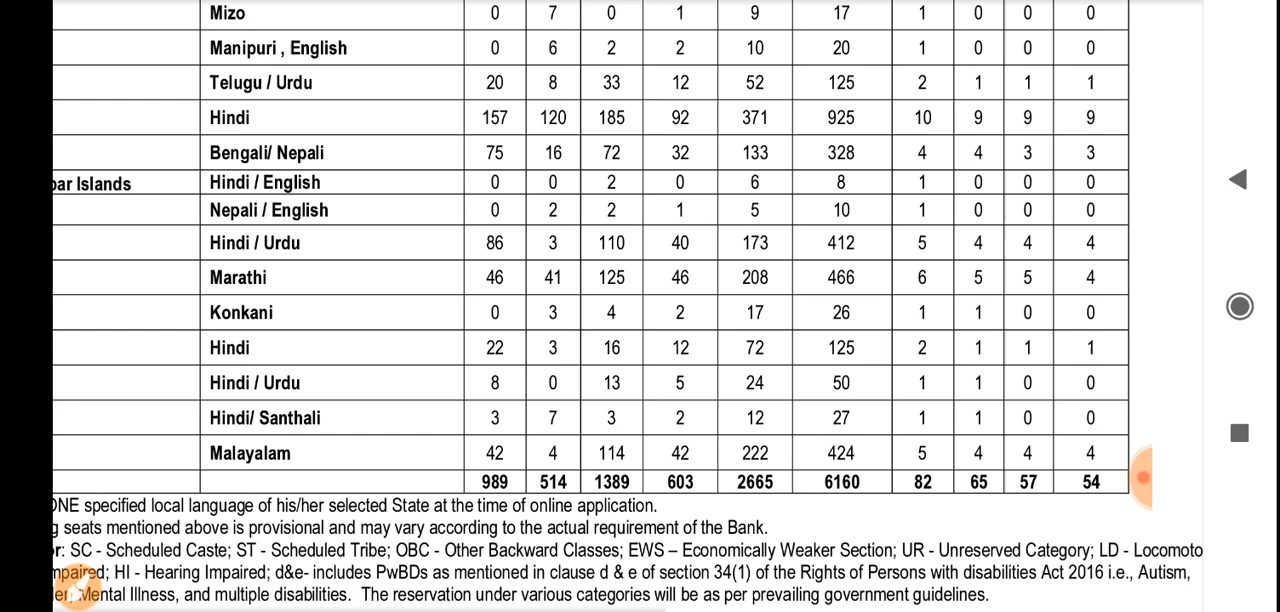 Mizo 0 7 0 1 9 17 1 0 0 0
Manipuri , English 0 6 2 2 10 20 1 0 0 0
Telugu / Urdu 20 8 33 12 52 125 2 1 1 1
Hindi 157 120 185 92 371 925 10 9 9 9
Bengali/ Nepali 75 16 72 32 133 328 4 4 3 3
bar Islands Hindi / English 0 0 2 0 6 8 1 0 0 0
Nepali / English 0 2 2 1 5 10 1 0 0 0
Hindi / Urdu 86 3 110 40 173 412 5 4 4 4
Marathi 46 41 125 46 208 466 6 5 5 4
Konkani 0 3 4 2 17 26 1 1 0 0
Hindi 22 3 16 12 72 125 2 1 1 1
Hindi / Urdu 8 0 13 5 24 50 1 1 0 0
Hindi/ Santhali 3 7 3 2 12 27 1 1 0 0
Malayalam 42 4 114 42 222 424 5 4 4 4
989 514 1389 603 2665 6160 82 65 57 54
ONE specified local language of his/her selected State at the time of online application.
g seats mentioned above is provisional and may vary according to the actual requirement of the Bank.
r: SC - Scheduled Caste; ST - Scheduled Tribe; OBC - Other Backward Classes; EWS – Economically Weaker Section; UR - Unreserved Category; LD - Locomoto
mpaired; HI - Hearing Impaired; d&e- includes PwBDs as mentioned in clause d & e of section 34(1) of the Rights of Persons with disabilities Act 2016 i.e., Autism,
Mental Illness, and multiple disabilities. The reservation under various categories will be as per prevailing government guidelines.